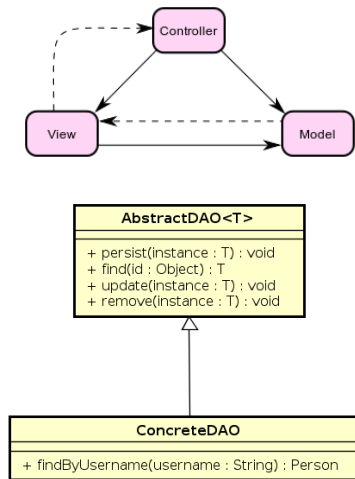 Controller
View
Model
AbstractDAO<T>
+ persist(instance : T) : void
+ find(id : Object) : T
+ update(instance : T) : void
+ remove(instance : T) : void
ConcreteDAO
+ findByUsername(username : String) : Person